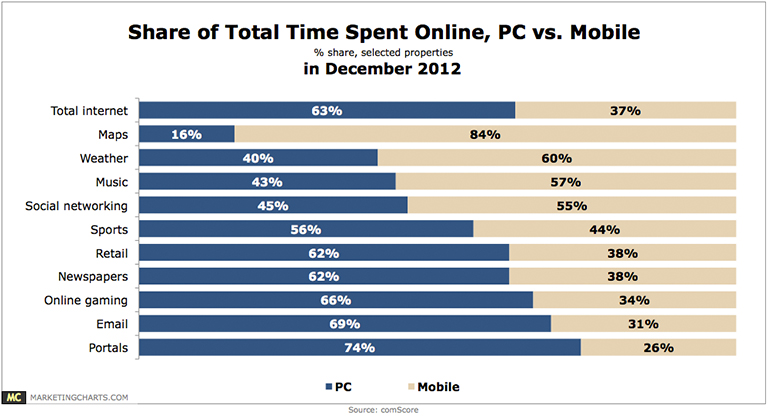 Share of Total Time Spent Online, PC vs. Mobile
% share, selected properties
in December 2012
Total internet 63% 37%
Maps 16% 84%
Weather 40% 60%
Music 43% 57%
Social networking 45% 55%
Sports 56% 44%
Retail 62% 38%
Newspapers 62% 38%
Online gaming 66% 34%
Email 69% 31%
Portals 74% 26%
PC Mobile
MC MARKETINGCHARTS.COM
Source: comScore